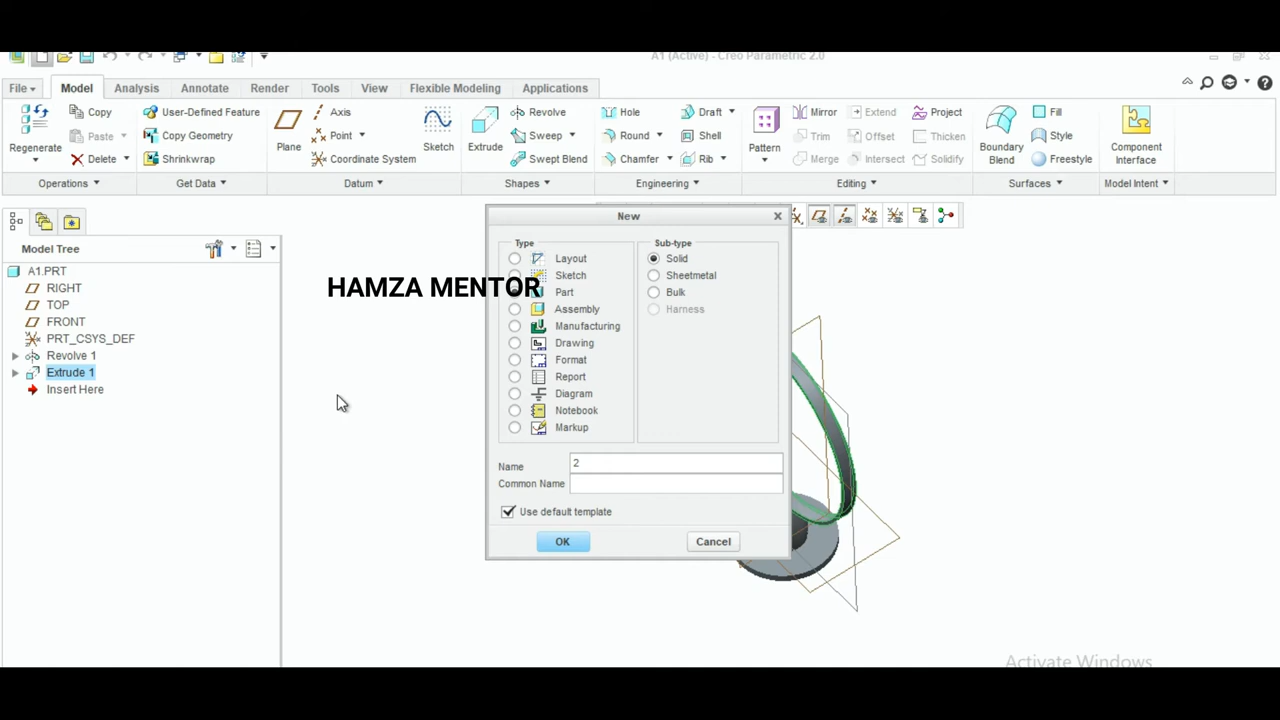 A1 (Active) - Creo Parametric 2.0
File Model Analysis Annotate Render Tools View Flexible Modeling Applications
Copy User-Defined Feature Axis Revolve Hole Draft Mirror Extend Project Fill
Regenerate Paste Copy Geometry Plane Point Sketch Extrude Sweep Round Shell Pattern Trim Offset Thicken Boundary Blend Style Component Interface
Delete Shrinkwrap Coordinate System Swept Blend Chamfer Rib Merge Intersect Solidify Freestyle
Operations Get Data Datum Shapes Engineering Editing Surfaces Model Intent
Model Tree
A1.PRT
RIGHT
TOP
FRONT
PRT_CSYS_DEF
Revolve 1
Extrude 1
Insert Here
HAMZA MENTOR
New
Type Sub-type
Layout Solid
Sketch Sheetmetal
Part Bulk
Assembly Harness
Manufacturing
Drawing
Format
Report
Diagram
Notebook
Markup
Name 2
Common Name
Use default template
OK Cancel
Activate Windows